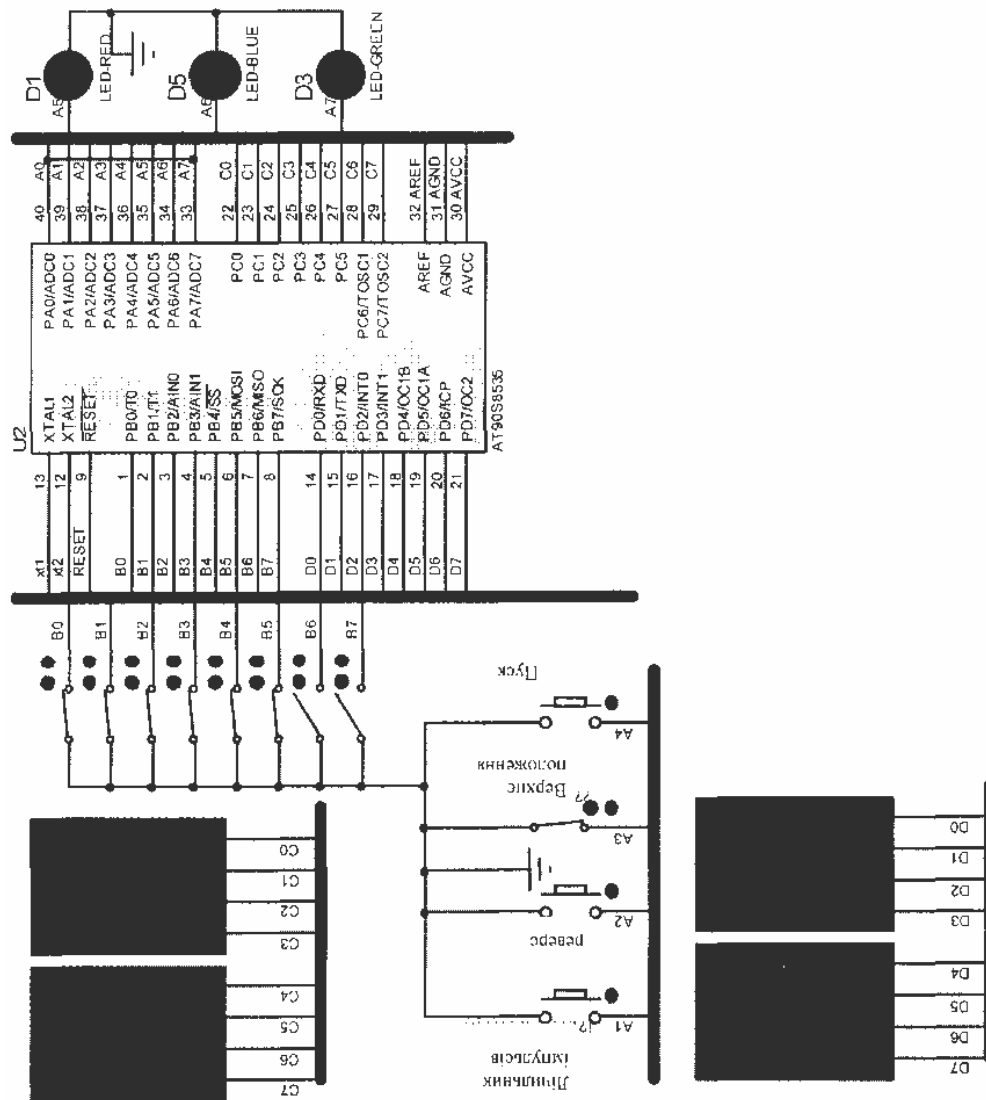 D1
LED-RED
A5
D5
LED-BLUE
A6
D3
LED-GREEN
A7
A0
A1
A2
A3
A4
A5
A6
A7
C0
C1
C2
C3
C4
C5
C6
C7
AREF
AGND
AVCC
40
39
38
37
36
35
34
33
22
23
24
25
26
27
28
29
32
31
30
PA0/ADC0
PA1/ADC1
PA2/ADC2
PA3/ADC3
PA4/ADC4
PA5/ADC5
PA6/ADC6
PA7/ADC7
PC0
PC1
PC2
PC3
PC4
PC5
PC6/TOSC1
PC7/TOSC2
AREF
AGND
AVCC
U2
XTAL1
XTAL2
RESET
PB0/T0
PB1/T1
PB2/AIN0
PB3/AIN1
PB4/SS
PB5/MOSI
PB6/MISO
PB7/SCK
PD0/RXD
PD1/TXD
PD2/INT0
PD3/INT1
PD4/OC1B
PD5/OC1A
PD6/ICP
PD7/OC2
AT90S8535
13
12
9
1
2
3
4
5
6
7
8
14
15
16
17
18
19
20
21
xt1
xt2
RESET
B0
B1
B2
B3
B4
B5
B6
B7
D0
D1
D2
D3
D4
D5
D6
D7
B0
B1
B2
B3
B4
B5
B6
B7
Пуск
A4
Верхнє
положення
??
A3
A2
реверс
A1
Лічильник
імпульсів
C0
C1
C2
C3
C4
C5
C6
C7
D0
D1
D2
D3
D4
D5
D6
D7